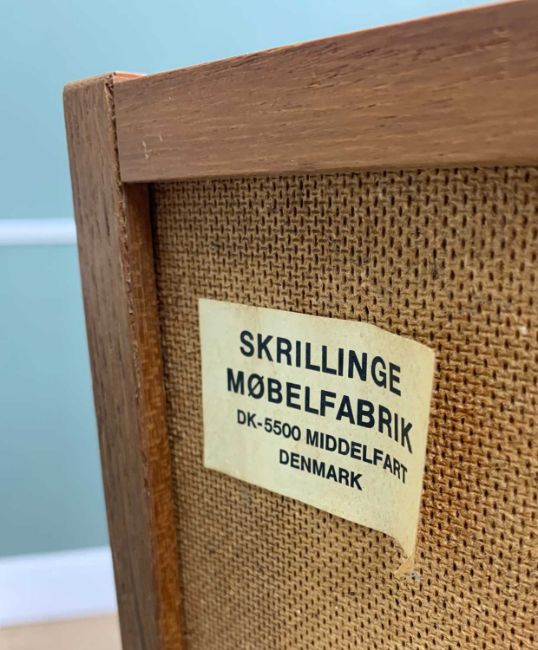 SKRILLINGE
MØBELFABRIK
DK-5500 MIDDELFART
DENMARK